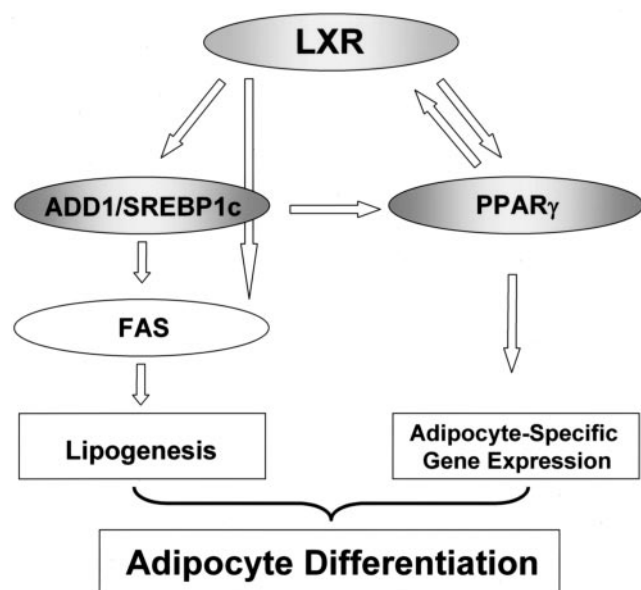 LXR
ADD1/SREBP1c
PPARγ
FAS
Lipogenesis
Adipocyte-Specific
Gene Expression
Adipocyte Differentiation